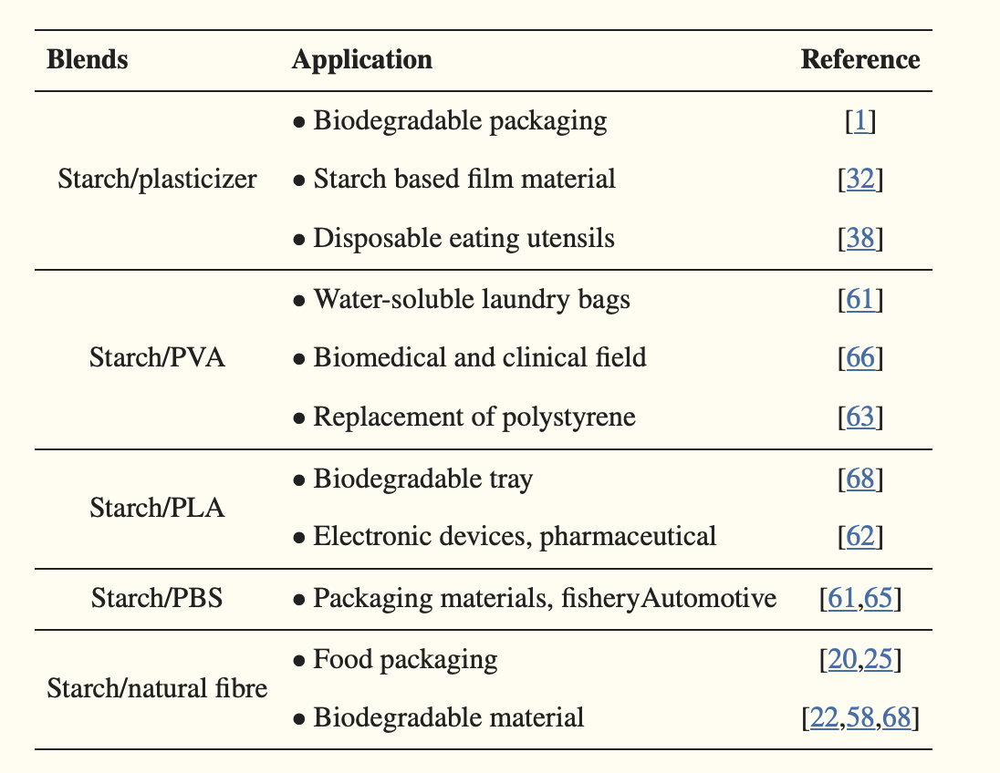 Blends Application Reference
• Biodegradable packaging [1]
Starch/plasticizer • Starch based film material [32]
• Disposable eating utensils [38]
• Water-soluble laundry bags [61]
Starch/PVA • Biomedical and clinical field [66]
• Replacement of polystyrene [63]
• Biodegradable tray [68]
Starch/PLA
• Electronic devices, pharmaceutical [62]
Starch/PBS • Packaging materials, fisheryAutomotive [61,65]
• Food packaging [20,25]
Starch/natural fibre
• Biodegradable material [22,58,68]